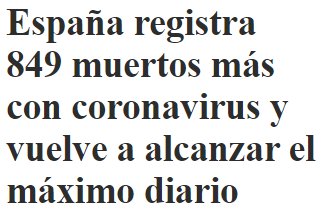 España registra
849 muertos más
con coronavirus y
vuelve a alcanzar el
máximo diario